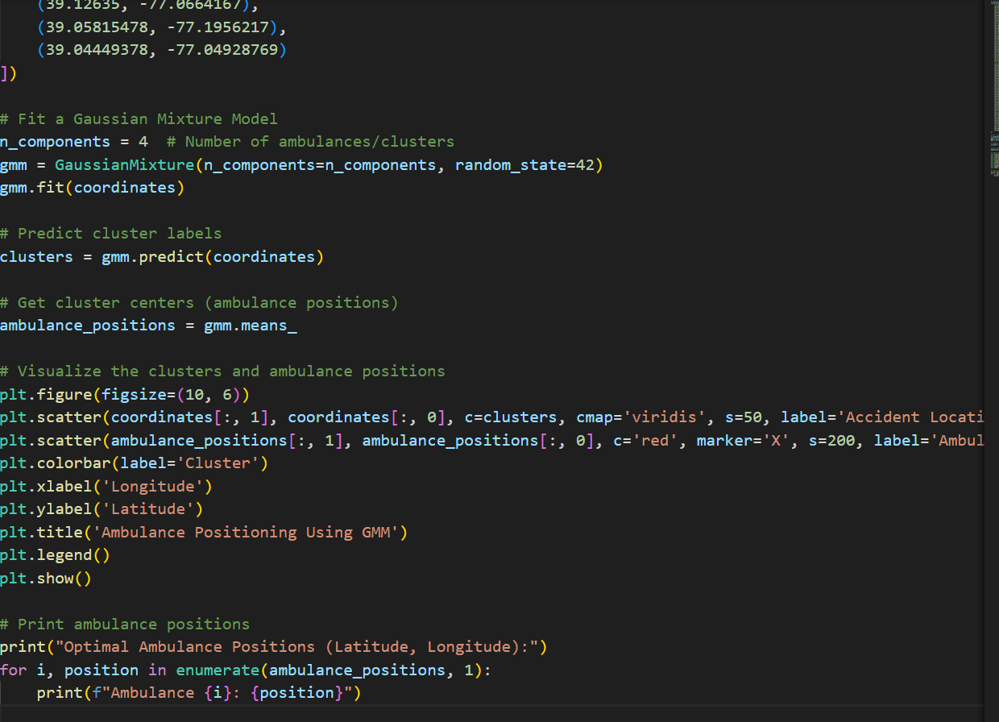 (39.12635, -77.0664167),
(39.05815478, -77.1956217),
(39.04449378, -77.04928769)
])
# Fit a Gaussian Mixture Model
n_components = 4  # Number of ambulances/clusters
gmm = GaussianMixture(n_components=n_components, random_state=42)
gmm.fit(coordinates)
# Predict cluster labels
clusters = gmm.predict(coordinates)
# Get cluster centers (ambulance positions)
ambulance_positions = gmm.means_
# Visualize the clusters and ambulance positions
plt.figure(figsize=(10, 6))
plt.scatter(coordinates[:, 1], coordinates[:, 0], c=clusters, cmap='viridis', s=50, label='Accident Locati
plt.scatter(ambulance_positions[:, 1], ambulance_positions[:, 0], c='red', marker='X', s=200, label='Ambul
plt.colorbar(label='Cluster')
plt.xlabel('Longitude')
plt.ylabel('Latitude')
plt.title('Ambulance Positioning Using GMM')
plt.legend()
plt.show()
# Print ambulance positions
print("Optimal Ambulance Positions (Latitude, Longitude):")
for i, position in enumerate(ambulance_positions, 1):
    print(f"Ambulance {i}: {position}")